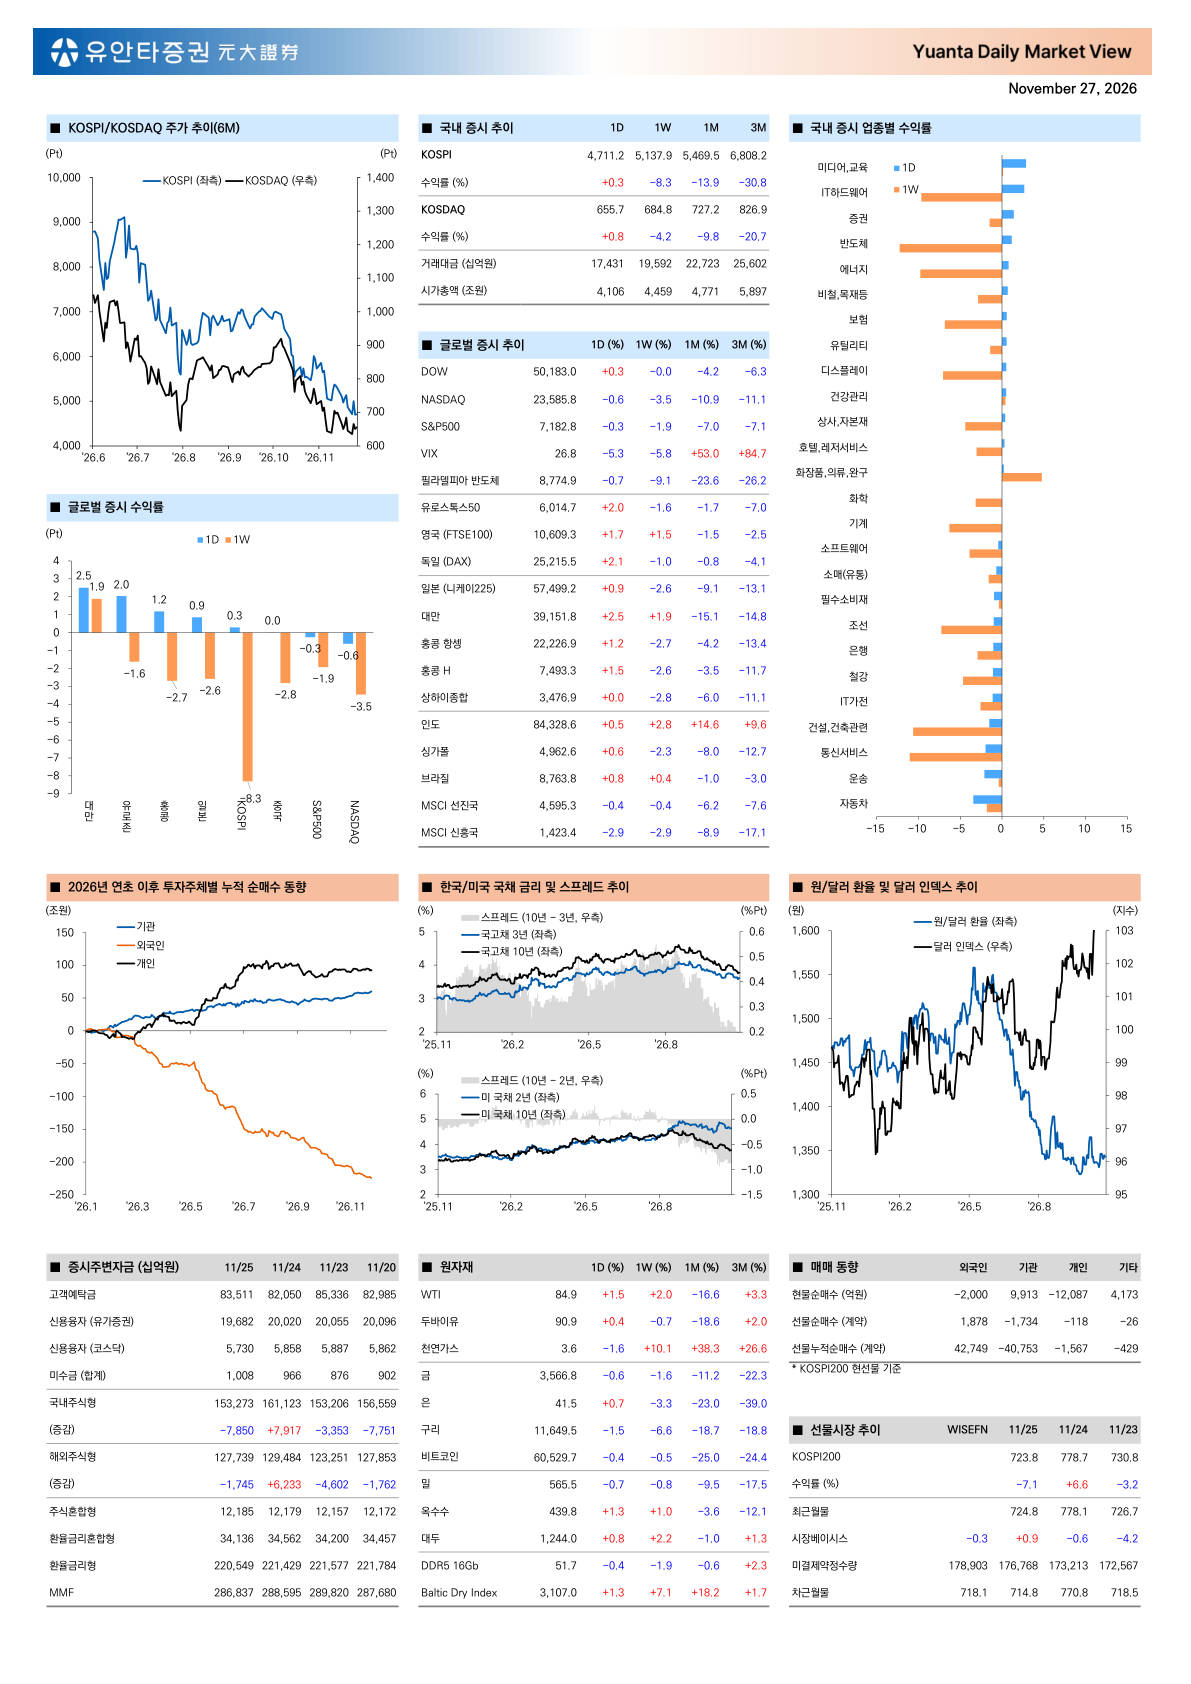 유안타증권 元大證券
Yuanta Daily Market View
November 27, 2026
■ KOSPI/KOSDAQ 주가 추이(6M)
(Pt) (Pt)
KOSPI (좌측) KOSDAQ (우측)
10,000 1,400
9,000 1,300
8,000 1,200
7,000 1,100
6,000 1,000
5,000 900
4,000 800
700
600
'26.6 '26.7 '26.8 '26.9 '26.10 '26.11
■ 글로벌 증시 수익률
(Pt)
1D 1W
4
3
2
1
0
−1
−2
−3
−4
−5
−6
−7
−8
−9
2.5 1.9 2.0 1.2 0.9 0.3 0.0 −0.3 −0.6
−1.6 −2.7 −2.6 −8.3 −2.8 −1.9 −3.5
대만 유로존 홍콩 일본 KOSPI 중국 S&P500 NASDAQ
■ 국내 증시 추이 1D 1W 1M 3M
KOSPI 4,711.2 5,137.9 5,469.5 6,808.2
수익률 (%) +0.3 −8.3 −13.9 −30.8
KOSDAQ 655.7 684.8 727.2 826.9
수익률 (%) +0.8 −4.2 −9.8 −20.7
거래대금 (십억원) 17,431 19,592 22,723 25,602
시가총액 (조원) 4,106 4,459 4,771 5,897
■ 글로벌 증시 추이 1D (%) 1W (%) 1M (%) 3M (%)
DOW 50,183.0 +0.3 −0.0 −4.2 −6.3
NASDAQ 23,585.8 −0.6 −3.5 −10.9 −11.1
S&P500 7,182.8 −0.3 −1.9 −7.0 −7.1
VIX 26.8 −5.3 −5.8 +53.0 +84.7
필라델피아 반도체 8,774.9 −0.7 −9.1 −23.6 −26.2
유로스톡스50 6,014.7 +2.0 −1.6 −1.7 −7.0
영국 (FTSE100) 10,609.3 +1.7 +1.5 −1.5 −2.5
독일 (DAX) 25,215.5 +2.1 −1.0 −0.8 −4.1
일본 (니케이225) 57,499.2 +0.9 −2.6 −9.1 −13.1
대만 39,151.8 +2.5 +1.9 −15.1 −14.8
홍콩 항셍 22,226.9 +1.2 −2.7 −4.2 −13.4
홍콩 H 7,493.3 +1.5 −2.6 −3.5 −11.7
상하이종합 3,476.9 +0.0 −2.8 −6.0 −11.1
인도 84,328.6 +0.5 +2.8 +14.6 +9.6
싱가폴 4,962.6 +0.6 −2.3 −8.0 −12.7
브라질 8,763.8 +0.8 +0.4 −1.0 −3.0
MSCI 선진국 4,595.3 −0.4 −0.4 −6.2 −7.6
MSCI 신흥국 1,423.4 −2.9 −2.9 −8.9 −17.1
■ 국내 증시 업종별 수익률
1D
1W
미디어,교육
IT하드웨어
증권
반도체
에너지
비철,목재등
보험
유틸리티
디스플레이
건강관리
상사,자본재
호텔,레저서비스
화장품,의류,완구
화학
기계
소프트웨어
소매(유통)
필수소비재
조선
은행
철강
IT가전
건설,건축관련
통신서비스
운송
자동차
−15 −10 −5 0 5 10 15
■ 2026년 연초 이후 투자주체별 누적 순매수 동향
(조원)
기관
외국인
개인
150
100
50
0
−50
−100
−150
−200
−250
'26.1 '26.3 '26.5 '26.7 '26.9 '26.11
■ 한국/미국 국채 금리 및 스프레드 추이
(%) (%Pt)
스프레드 (10년 − 3년, 우측)
국고채 3년 (좌측)
국고채 10년 (좌측)
5 0.6
4 0.5
3 0.4
2 0.3
0.2
'25.11 '26.2 '26.5 '26.8
(%) (%Pt)
스프레드 (10년 − 2년, 우측)
미 국채 2년 (좌측)
미 국채 10년 (좌측)
6 0.5
5 0.0
4 −0.5
3 −1.0
2 −1.5
'25.11 '26.2 '26.5 '26.8
■ 원/달러 환율 및 달러 인덱스 추이
(원) (지수)
원/달러 환율 (좌측)
달러 인덱스 (우측)
1,600 103
1,550 102
1,500 101
1,450 100
1,400 99
1,350 98
1,300 97
96
95
'25.11 '26.2 '26.5 '26.8
■ 증시주변자금 (십억원) 11/25 11/24 11/23 11/20
고객예탁금 83,511 82,050 85,336 82,985
신용융자 (유가증권) 19,682 20,020 20,055 20,096
신용융자 (코스닥) 5,730 5,858 5,887 5,862
미수금 (합계) 1,008 966 876 902
국내주식형 153,273 161,123 153,206 156,559
(증감) −7,850 +7,917 −3,353 −7,751
해외주식형 127,739 129,484 123,251 127,853
(증감) −1,745 +6,233 −4,602 −1,762
주식혼합형 12,185 12,179 12,157 12,172
환율금리혼합형 34,136 34,562 34,200 34,457
환율금리형 220,549 221,429 221,577 221,784
MMF 286,837 288,595 289,820 287,680
■ 원자재 1D (%) 1W (%) 1M (%) 3M (%)
WTI 84.9 +1.5 +2.0 −16.6 +3.3
두바이유 90.9 +0.4 −0.7 −18.6 +2.0
천연가스 3.6 −1.6 +10.1 +38.3 +26.6
금 3,566.8 −0.6 −1.6 −11.2 −22.3
은 41.5 +0.7 −3.3 −23.0 −39.0
구리 11,649.5 −1.5 −6.6 −18.7 −18.8
비트코인 60,529.7 −0.4 −0.5 −25.0 −24.4
밀 565.5 −0.7 −0.8 −9.5 −17.5
옥수수 439.8 +1.3 +1.0 −3.6 −12.1
대두 1,244.0 +0.8 +2.2 −1.0 +1.3
DDR5 16Gb 51.7 −0.4 −1.9 −0.6 +2.3
Baltic Dry Index 3,107.0 +1.3 +7.1 +18.2 +1.7
■ 매매 동향 외국인 기관 개인 기타
현물순매수 (억원) −2,000 9,913 −12,087 4,173
선물순매수 (계약) 1,878 −1,734 −118 −26
선물누적순매수 (계약) 42,749 −40,753 −1,567 −429
* KOSPI200 현선물 기준
■ 선물시장 추이 WISEFN 11/25 11/24 11/23
KOSPI200 723.8 778.7 730.8
수익률 (%) −7.1 +6.6 −3.2
최근월물 724.8 778.1 726.7
시장베이시스 −0.3 +0.9 −0.6 −4.2
미결제약정수량 178,903 176,768 173,213 172,567
차근월물 718.1 714.8 770.8 718.5